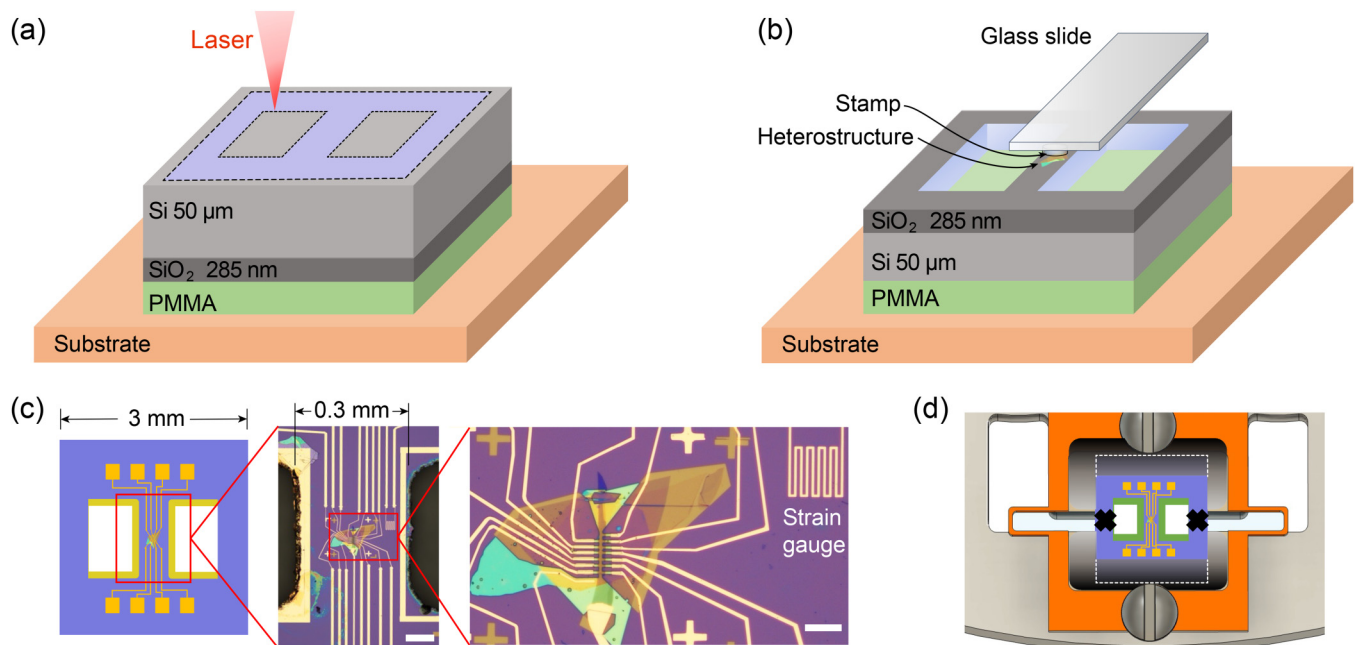 (a)
Laser
Si 50 μm
SiO₂ 285 nm
PMMA
Substrate
(b)
Glass slide
Stamp
Heterostructure
SiO₂ 285 nm
Si 50 μm
PMMA
Substrate
(c)
3 mm
0.3 mm
Strain
gauge
(d)